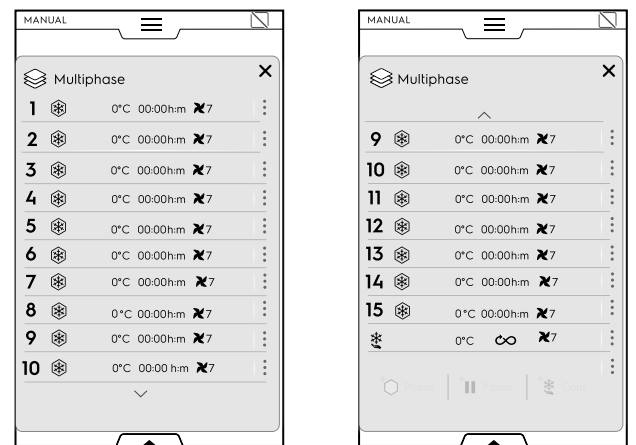 MANUAL
Multiphase
1 0°C 00:00h:m 7
2 0°C 00:00h:m 7
3 0°C 00:00h:m 7
4 0°C 00:00h:m 7
5 0°C 00:00h:m 7
6 0°C 00:00h:m 7
7 0°C 00:00h:m 7
8 0°C 00:00h:m 7
9 0°C 00:00h:m 7
10 0°C 00:00 h:m 7
MANUAL
Multiphase
9 0°C 00:00h:m 7
10 0°C 00:00h:m 7
11 0°C 00:00h:m 7
12 0°C 00:00h:m 7
13 0°C 00:00h:m 7
14 0°C 00:00h:m 7
15 0°C 00:00h:m 7
0°C ∞ 7
Phase Pause